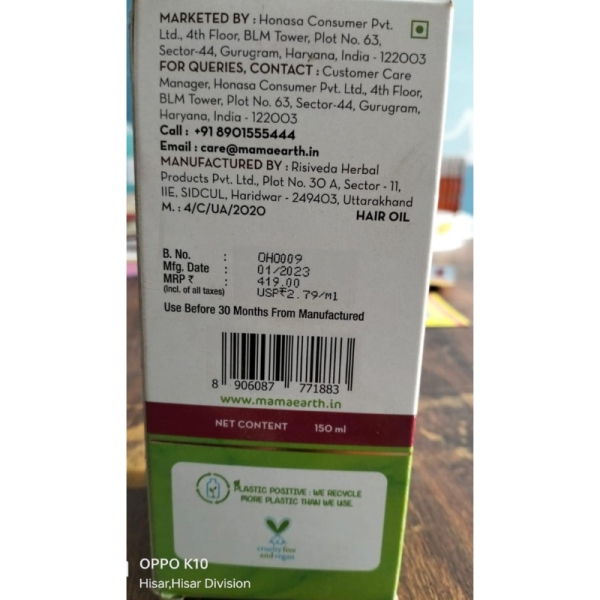 MARKETED BY : Honasa Consumer Pvt.
Ltd., 4th Floor, BLM Tower, Plot No. 63,
Sector-44, Gurugram, Haryana, India - 122003
FOR QUERIES, CONTACT : Customer Care
Manager, Honasa Consumer Pvt. Ltd., 4th Floor,
BLM Tower, Plot No. 63, Sector-44, Gurugram,
Haryana, India - 122003
Call : +91 8901555444
Email : care@mamaearth.in
MANUFACTURED BY : Risiveda Herbal
Products Pvt. Ltd., Plot No. 30 A, Sector - 11,
IIE, SIDCUL, Haridwar - 249403, Uttarakhand
M. : 4/C/UA/2020 HAIR OIL
B. No. : OH0009
Mfg. Date : 01/2023
MRP ₹ : 419.00
(Incl. of all taxes) USP₹2.79/ml
Use Before 30 Months From Manufactured
8 906087 771883
www.mamaearth.in
NET CONTENT 150 ml
PLASTIC POSITIVE : WE RECYCLE
MORE PLASTIC THAN WE USE.
cruelty free
and vegan
OPPO K10
Hisar,Hisar Division